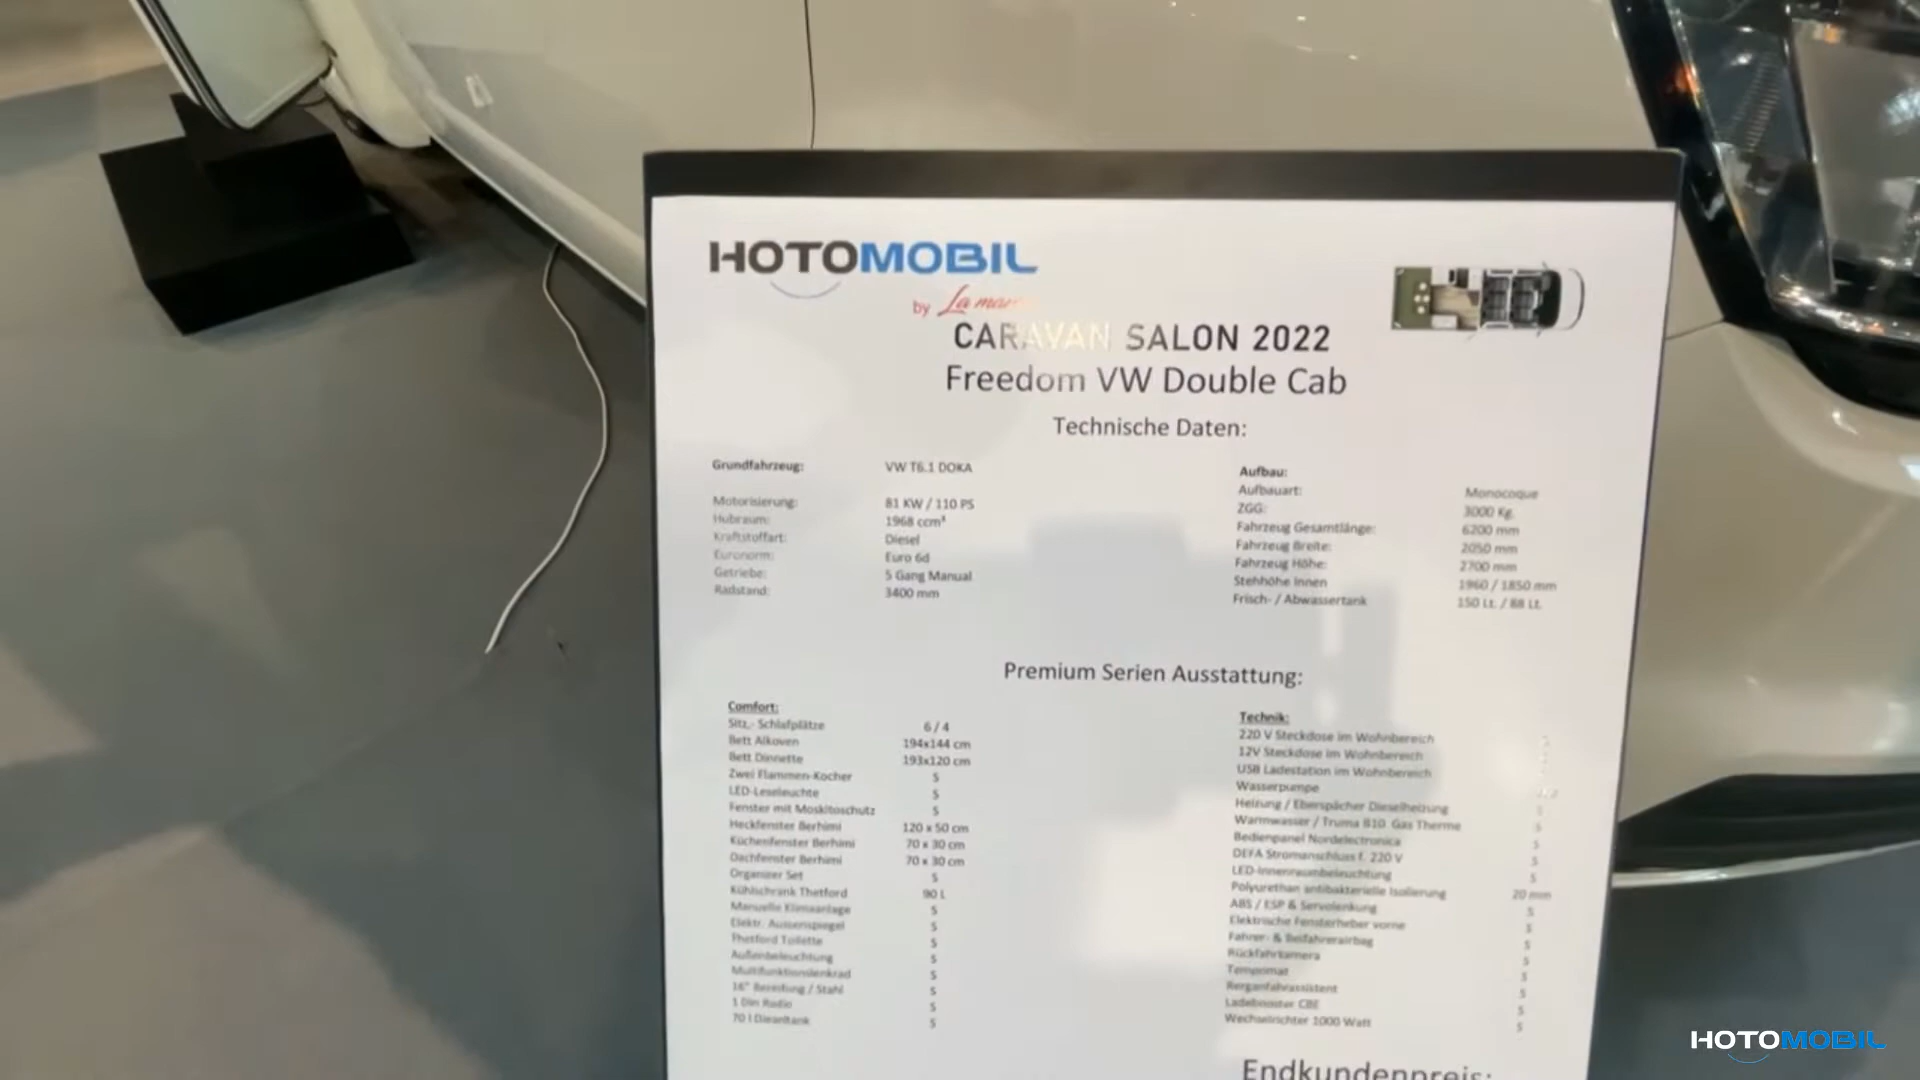 HOTOMOBIL
by La mar
CARAVAN SALON 2022
Freedom VW Double Cab
Technische Daten:
Grundfahrzeug: VW T6.1 DOKA
Motorisierung: 81 KW / 110 PS
Hubraum: 1968 ccm³
Kraftstoffart: Diesel
Euronorm: Euro 6d
Getriebe: 5 Gang Manual
Radstand: 3400 mm
Aufbau:
Aufbauart: Monocoque
ZGG: 3000 Kg.
Fahrzeug Gesamtlänge: 6200 mm
Fahrzeug Breite: 2050 mm
Fahrzeug Höhe: 2700 mm
Stehhöhe Innen 1960 / 1850 mm
Frisch- / Abwassertank 150 Lt. / 88 Lt.
Premium Serien Ausstattung:
Comfort:
Sitz,- Schlafplätze 6 / 4
Bett Alkoven 194x144 cm
Bett Dinnette 193x120 cm
Zwei Flammen-Kocher S
LED-Leseleuchte S
Fenster mit Moskitoschutz S
Heckfenster Berhimi 120 x 50 cm
Küchenfenster Berhimi 70 x 30 cm
Dachfenster Berhimi 70 x 30 cm
Organizer Set S
Kühlschrank Thetford 90 L
Manuelle Klimaanlage S
Elektr. Aussenspiegel S
Thetford Toilette S
Außenbeleuchtung S
Multifunktionslenkrad S
16" Bereifung / Stahl S
1 Din Radio S
70 l Dieseltank S
Technik:
220 V Steckdose im Wohnbereich
12V Steckdose im Wohnbereich
USB Ladestation im Wohnbereich
Wasserpumpe
Heizung / Eberspächer Dieselheizung S
Warmwasser / Truma B10 Gas Therme S
Bedienpanel Nordelectronica S
DEFA Stromanschluss f. 220 V S
LED-Innenraumbeleuchtung S
Polyurethan antibakterielle Isolierung 20 mm
ABS / ESP & Servolenkung S
Elektrische Fensterheber vorne S
Fahrer- & Beifahrerairbag S
Rückfahrkamera S
Tempomat S
Berganfahrassistent S
Ladebooster CBE S
Wechselrichter 1000 Watt S
Endkundenpreis:
HOTOMOBIL